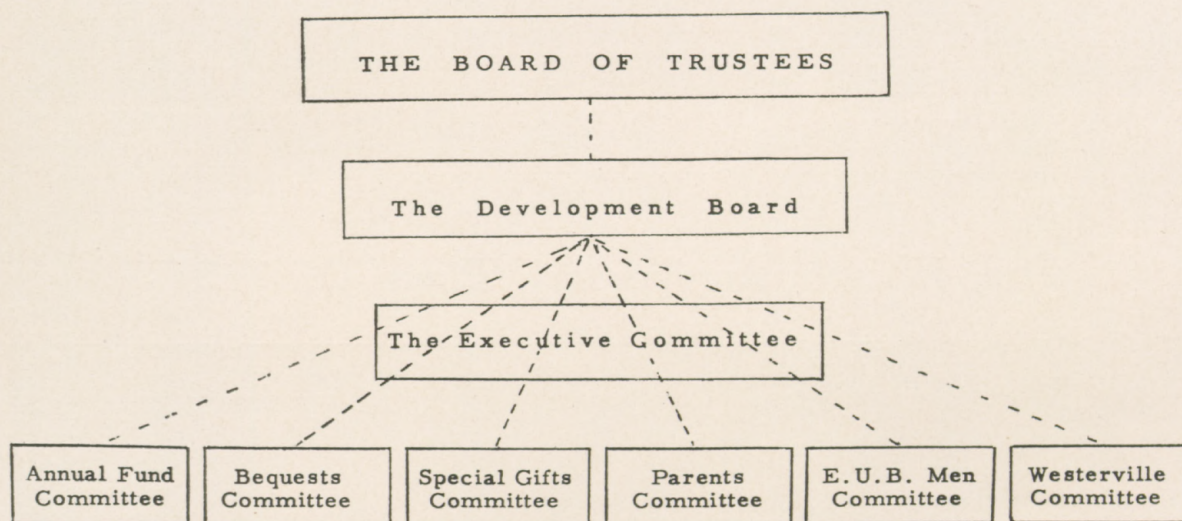 THE BOARD OF TRUSTEES
The Development Board
The Executive Committee
Annual Fund
Committee
Bequests
Committee
Special Gifts
Committee
Parents
Committee
E.U.B. Men
Committee
Westerville
Committee